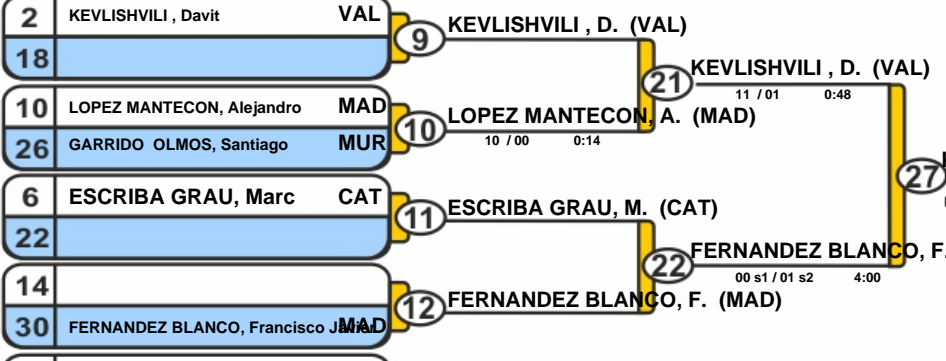 2 KEVLISHVILI , Davit VAL
18
9 KEVLISHVILI , D. (VAL)
10 LOPEZ MANTECON, Alejandro MAD
26 GARRIDO OLMOS, Santiago MUR
10 LOPEZ MANTECON, A. (MAD)
10 / 00 0:14
21 KEVLISHVILI , D. (VAL)
11 / 01 0:48
6 ESCRIBA GRAU, Marc CAT
22
11 ESCRIBA GRAU, M. (CAT)
14
30 FERNANDEZ BLANCO, Francisco Javier MAD
12 FERNANDEZ BLANCO, F. (MAD)
22 FERNANDEZ BLANCO, F.
00 s1 / 01 s2 4:00
27